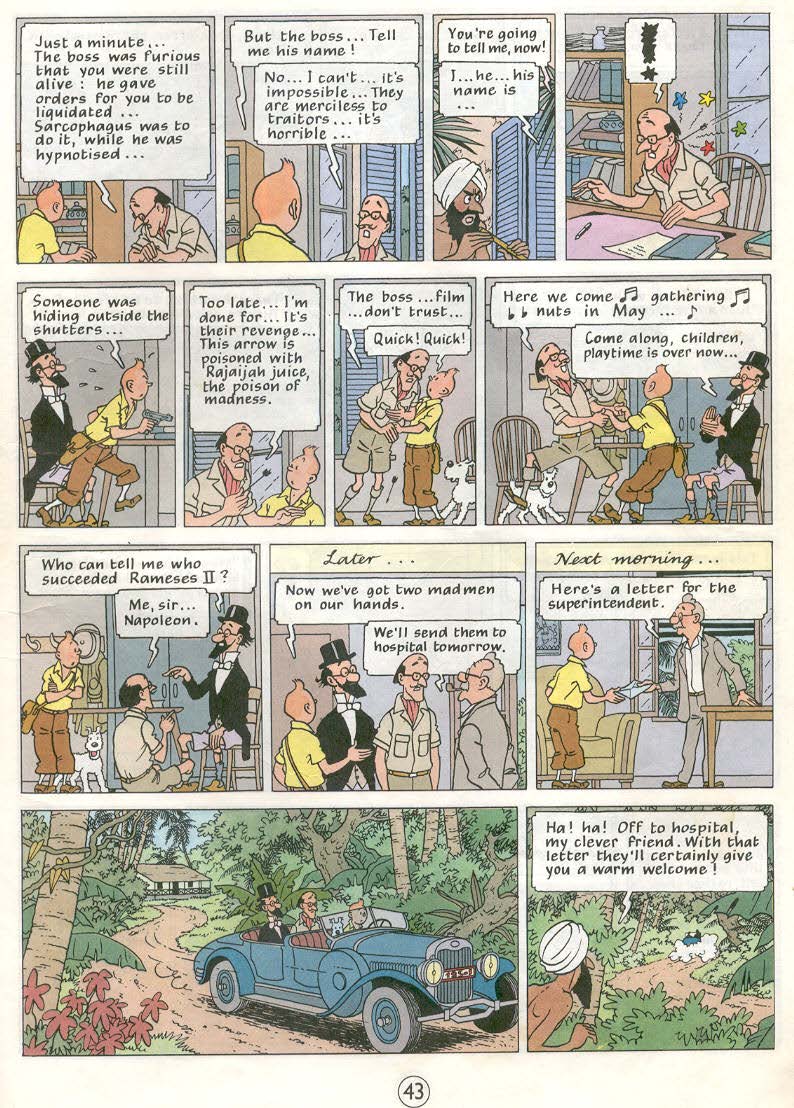 Just a minute...
The boss was furious
that you were still
alive : he gave
orders for you to be
liquidated ...
Sarcophagus was to
do it, while he was
hypnotised ...
But the boss... Tell
me his name !
No... I can't ... it's
impossible... They
are merciless to
traitors ... it's
horrible ...
You're going
to tell me, now!
I...he... his
name is
...
!
Someone was
hiding outside the
shutters ...
Too late... I'm
done for... It's
their revenge...
This arrow is
poisoned with
Rajaijah juice,
the poison of
madness.
The boss ...film
...don't trust...
Quick! Quick!
Here we come ♫ gathering ♫
♪♪ nuts in May ... ♪
Come along, children,
playtime is over now...
Who can tell me who
succeeded Rameses II ?
Me, sir...
Napoleon.
Later ...
Now we've got two madmen
on our hands.
We'll send them to
hospital tomorrow.
Next morning ...
Here's a letter for the
superintendent.
Ha! ha! Off to hospital,
my clever friend. With that
letter they'll certainly give
you a warm welcome !
43